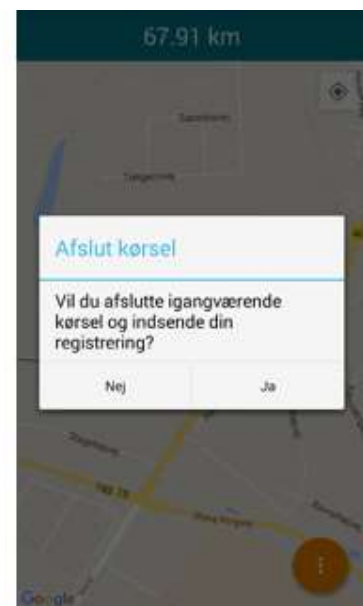 67.91 km
Afslut kørsel
Vil du afslutte igangværende
kørsel og indsende din
registrering?
Nej
Ja
Google